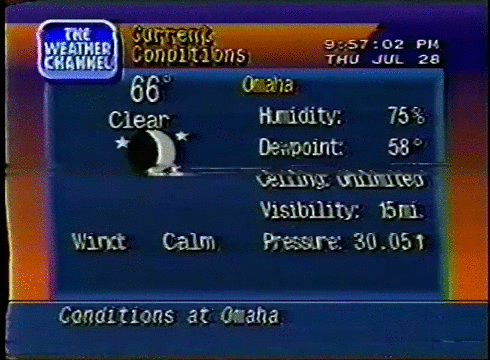 THE
WEATHER
CHANNEL
Current
Conditions
9:57:02 PM
THU JUL 28
66°
Clear
Omaha
Humidity: 75%
Dewpoint: 58°
Ceiling: Unlimited
Visibility: 15mi.
Wind: Calm
Pressure: 30.05↑
Conditions at Omaha